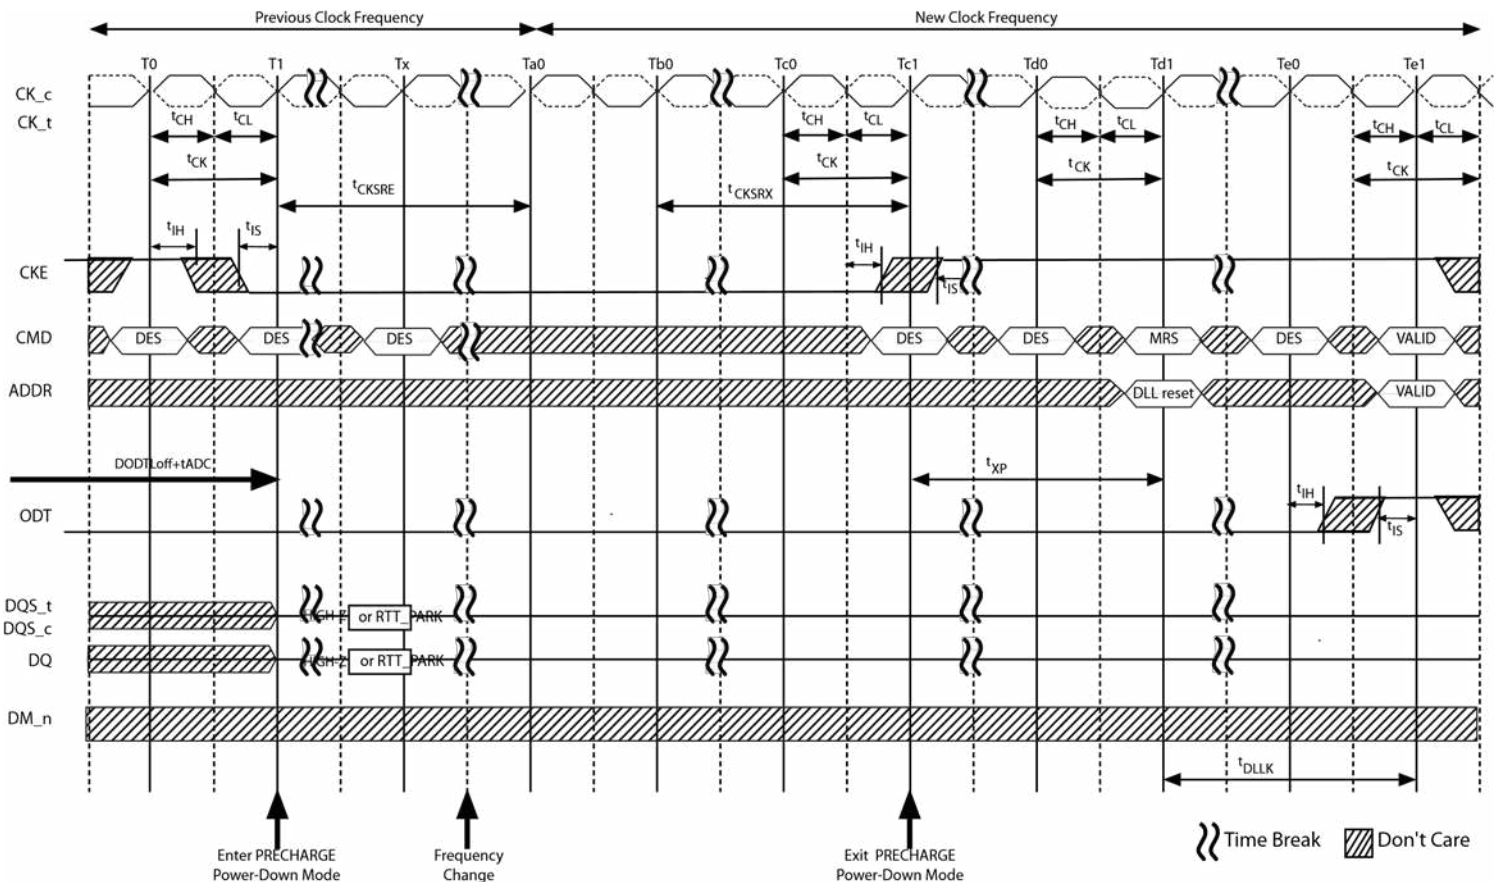 Previous Clock Frequency New Clock Frequency
T0 T1 Tx Ta0 Tb0 Tc0 Tc1 Td0 Td1 Te0 Te1
CK_c
CK_t
tCH tCL tCH tCL tCH tCL tCH tCL
tCK tCK tCK tCK
tCKSRE tCKSRX
tIH tIS tIH tIS
CKE
CMD DES DES DES DES DES MRS DES VALID
ADDR DLL reset VALID
DODTLoff+tADC tXP
tIH tIS
ODT
DQS_t
HIGH-Z or RTT_PARK
DQS_c
DQ HIGH-Z or RTT_PARK
DM_n
tDLLK
Enter PRECHARGE
Power-Down Mode
Frequency
Change
Exit PRECHARGE
Power-Down Mode
Time Break Don't Care